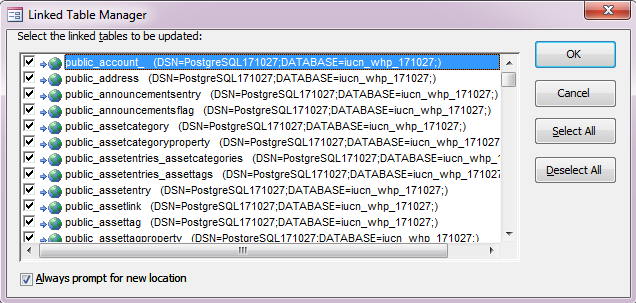 Linked Table Manager
Select the linked tables to be updated:
public_account_ (DSN=PostgreSQL171027;DATABASE=iucn_whp_171027;)
public_address (DSN=PostgreSQL171027;DATABASE=iucn_whp_171027;)
public_announcementsentry (DSN=PostgreSQL171027;DATABASE=iucn_whp_171027;)
public_announcementsflag (DSN=PostgreSQL171027;DATABASE=iucn_whp_171027;)
public_assetcategory (DSN=PostgreSQL171027;DATABASE=iucn_whp_171027;)
public_assetcategoryproperty (DSN=PostgreSQL171027;DATABASE=iucn_whp_171027;)
public_assetentries_assetcategories (DSN=PostgreSQL171027;DATABASE=iucn_whp_171
public_assetentries_assettags (DSN=PostgreSQL171027;DATABASE=iucn_whp_171027;
public_assetentry (DSN=PostgreSQL171027;DATABASE=iucn_whp_171027;)
public_assetlink (DSN=PostgreSQL171027;DATABASE=iucn_whp_171027;)
public_assettag (DSN=PostgreSQL171027;DATABASE=iucn_whp_171027;)
public_assettagproperty (DSN=PostgreSQL171027;DATABASE=iucn_whp_171027;)
OK
Cancel
Select All
Deselect All
Always prompt for new location